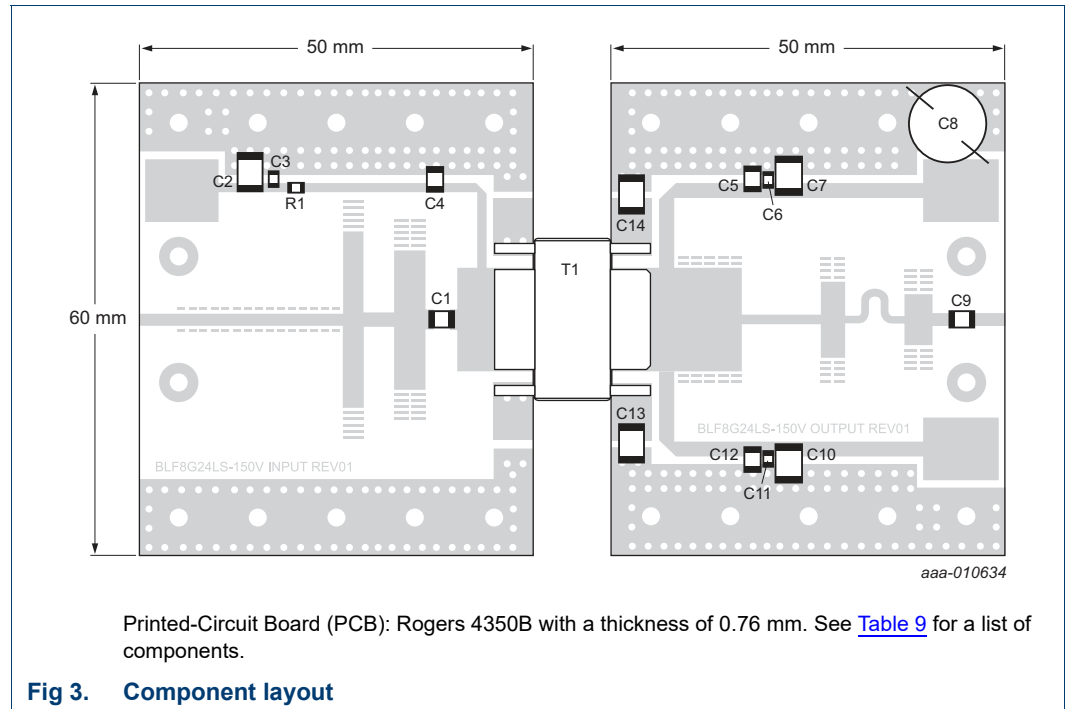 50 mm
50 mm
60 mm
C8
C3
C2
R1
C4
C5
C7
C6
C14
T1
C1
C9
C13
BLF8G24LS-150V OUTPUT REV01
C12
C10
C11
BLF8G24LS-150V INPUT REV01
aaa-010634
Printed-Circuit Board (PCB): Rogers 4350B with a thickness of 0.76 mm. See Table 9 for a list of
components.
Fig 3. Component layout